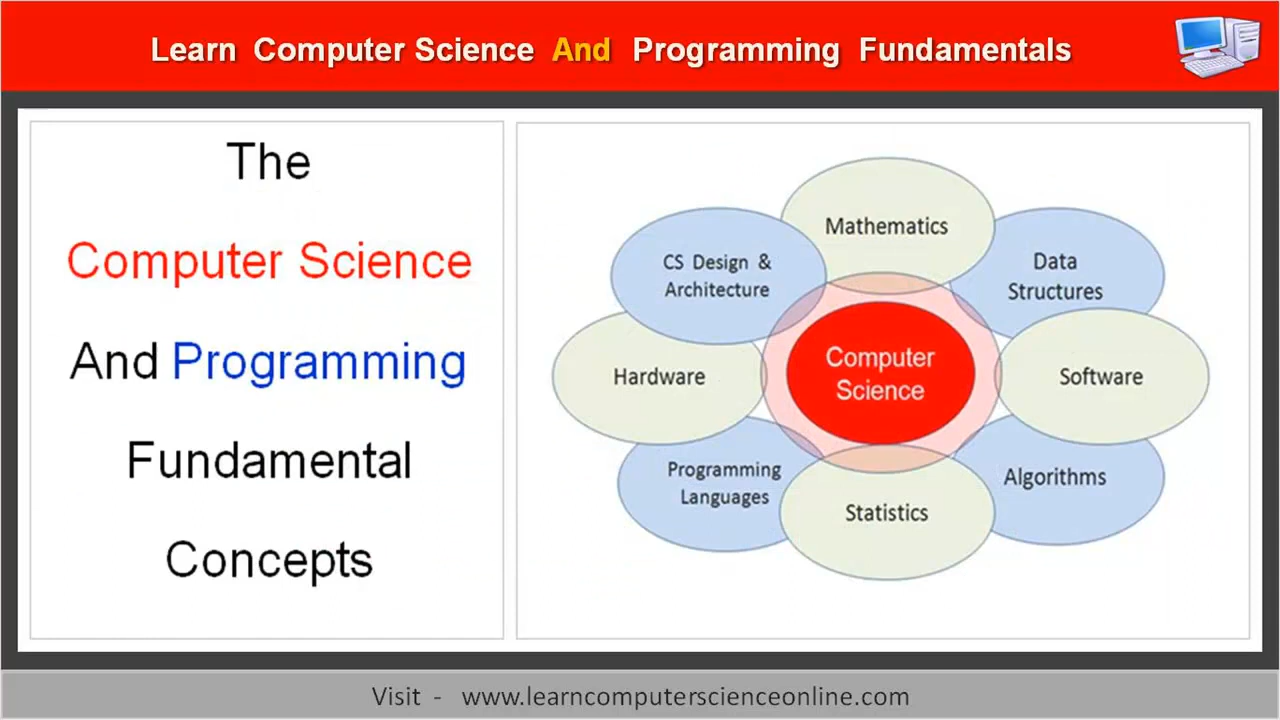 Learn Computer Science And Programming Fundamentals
The
Computer Science
And Programming
Fundamental
Concepts
Mathematics
CS Design &
Architecture
Data
Structures
Hardware
Computer
Science
Software
Programming
Languages
Statistics
Algorithms
Visit - www.learncomputerscienceonline.com